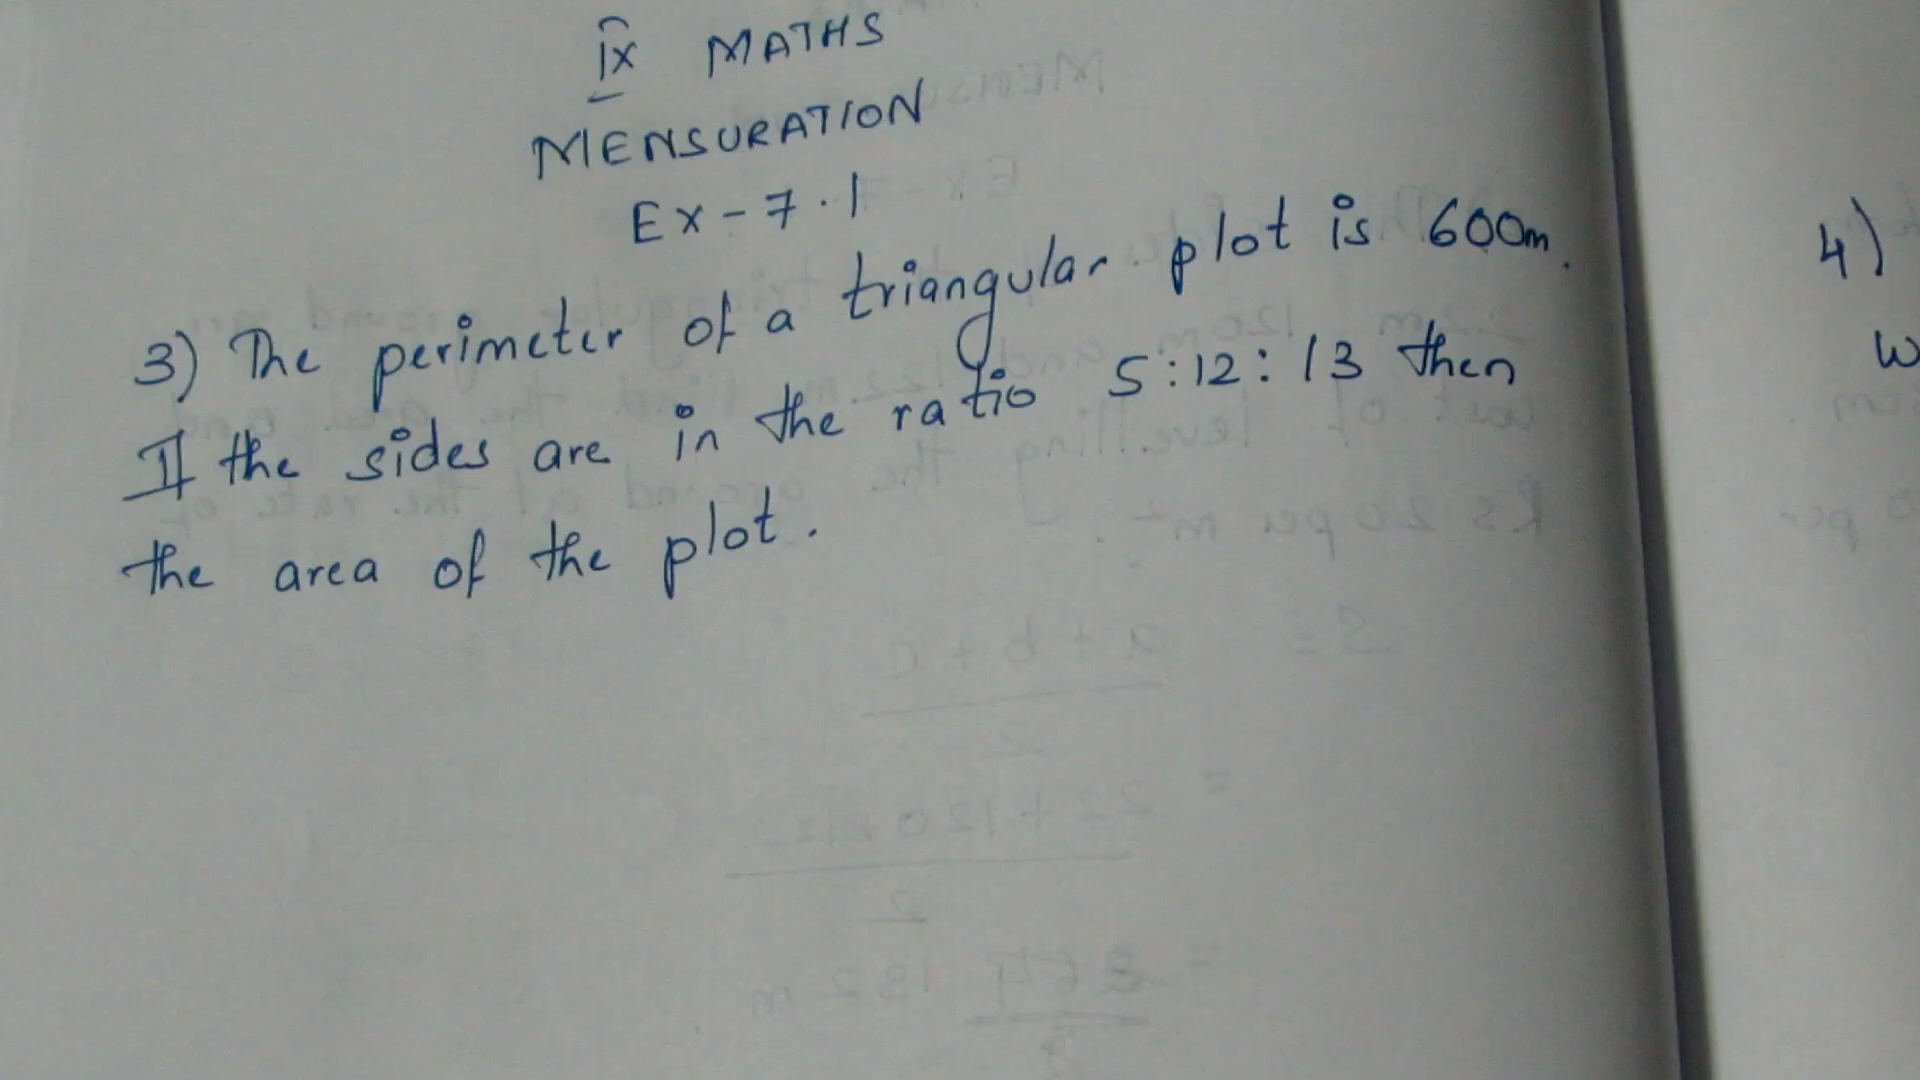 IX MATHS
MENSURATION
Ex-7.1
3) The perimeter of a triangular plot is 600m.
If the sides are in the ratio 5:12:13 then
the area of the plot.
4)